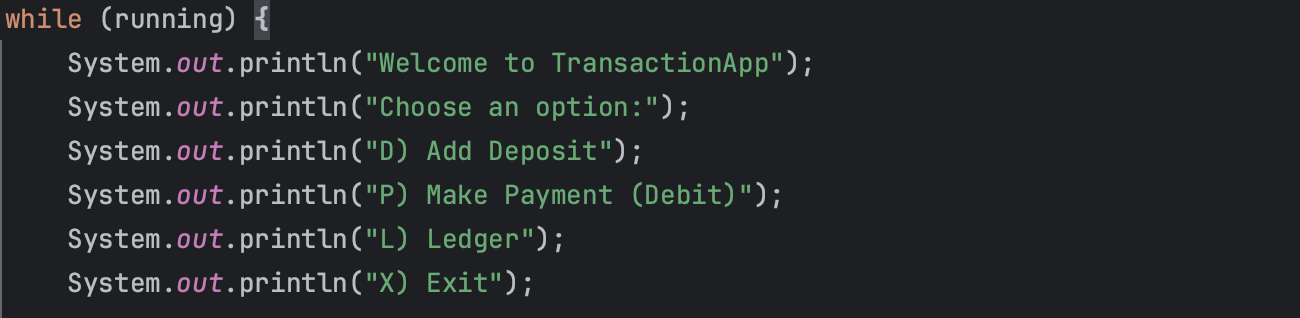 while (running) {
    System.out.println("Welcome to TransactionApp");
    System.out.println("Choose an option:");
    System.out.println("D) Add Deposit");
    System.out.println("P) Make Payment (Debit)");
    System.out.println("L) Ledger");
    System.out.println("X) Exit");